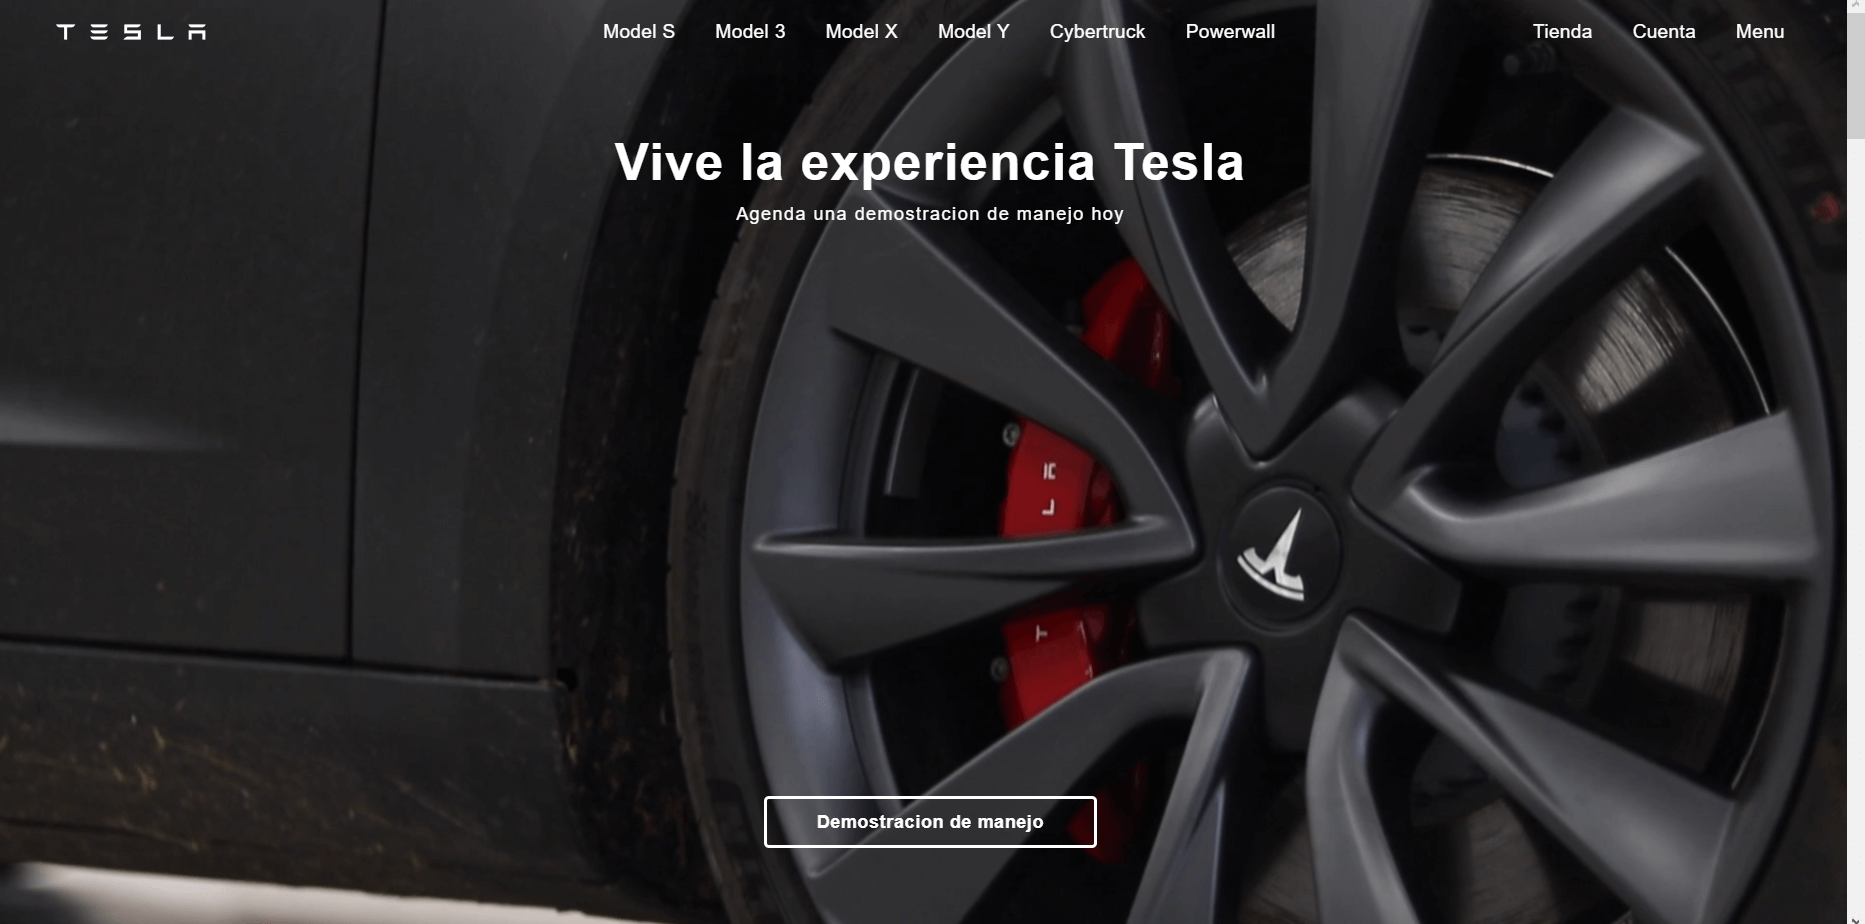 TESLA
Model S Model 3 Model X Model Y Cybertruck Powerwall
Tienda Cuenta Menu
Vive la experiencia Tesla
Agenda una demostracion de manejo hoy
T L A
Demostracion de manejo